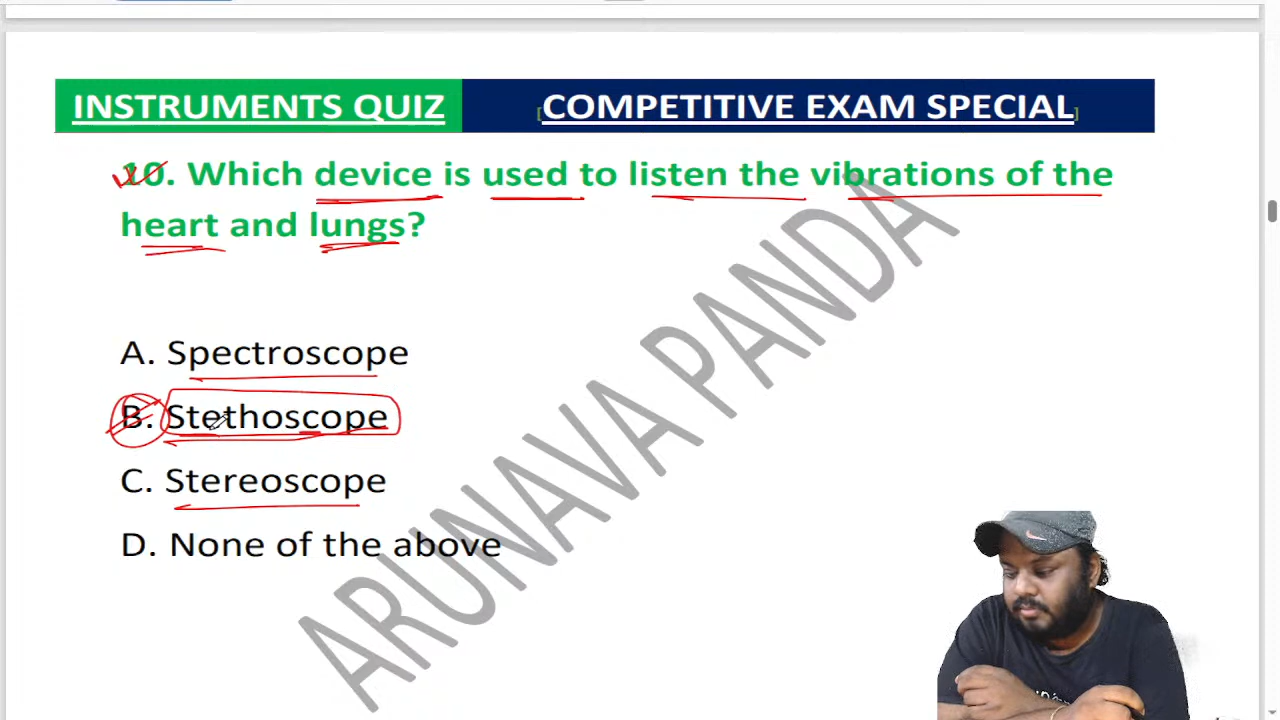 INSTRUMENTS QUIZ
[COMPETITIVE EXAM SPECIAL]
10. Which device is used to listen the vibrations of the
heart and lungs?
A. Spectroscope
B. Stethoscope
C. Stereoscope
D. None of the above
ARUNAVA PANDA